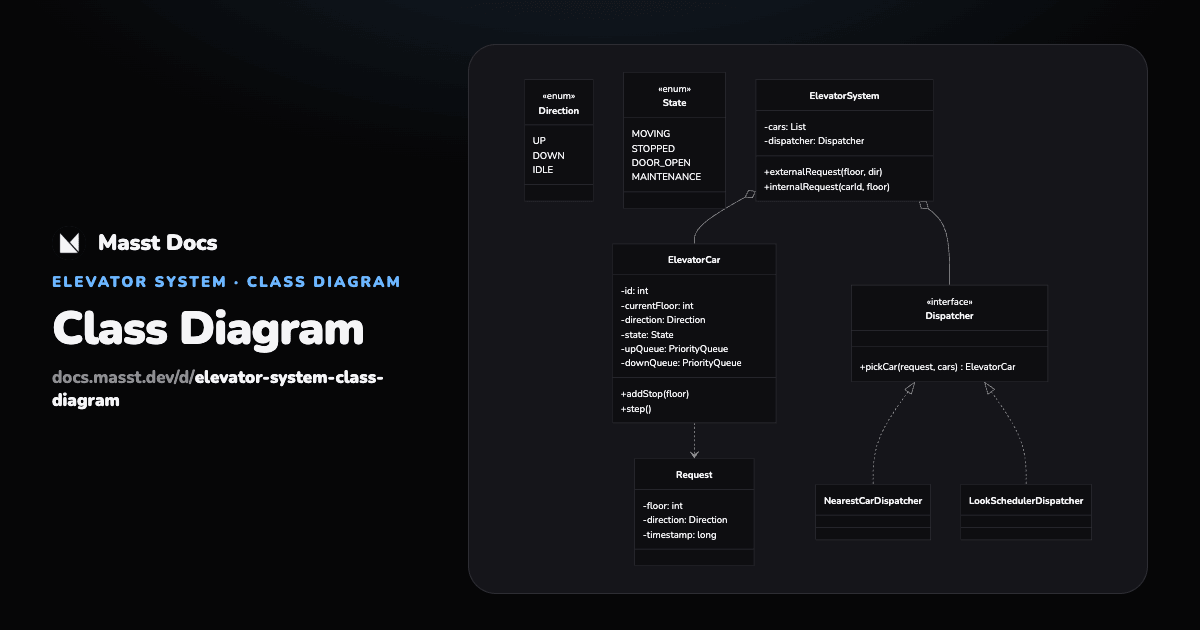 Masst Docs
ELEVATOR SYSTEM · CLASS DIAGRAM
Class Diagram
docs.masst.dev/d/elevator-system-class-
diagram
«enum»
Direction
UP
DOWN
IDLE
«enum»
State
MOVING
STOPPED
DOOR_OPEN
MAINTENANCE
ElevatorSystem
-cars: List
-dispatcher: Dispatcher
+externalRequest(floor, dir)
+internalRequest(carId, floor)
ElevatorCar
-id: int
-currentFloor: int
-direction: Direction
-state: State
-upQueue: PriorityQueue
-downQueue: PriorityQueue
+addStop(floor)
+step()
«interface»
Dispatcher
+pickCar(request, cars) : ElevatorCar
Request
-floor: int
-direction: Direction
-timestamp: long
NearestCarDispatcher
LookSchedulerDispatcher